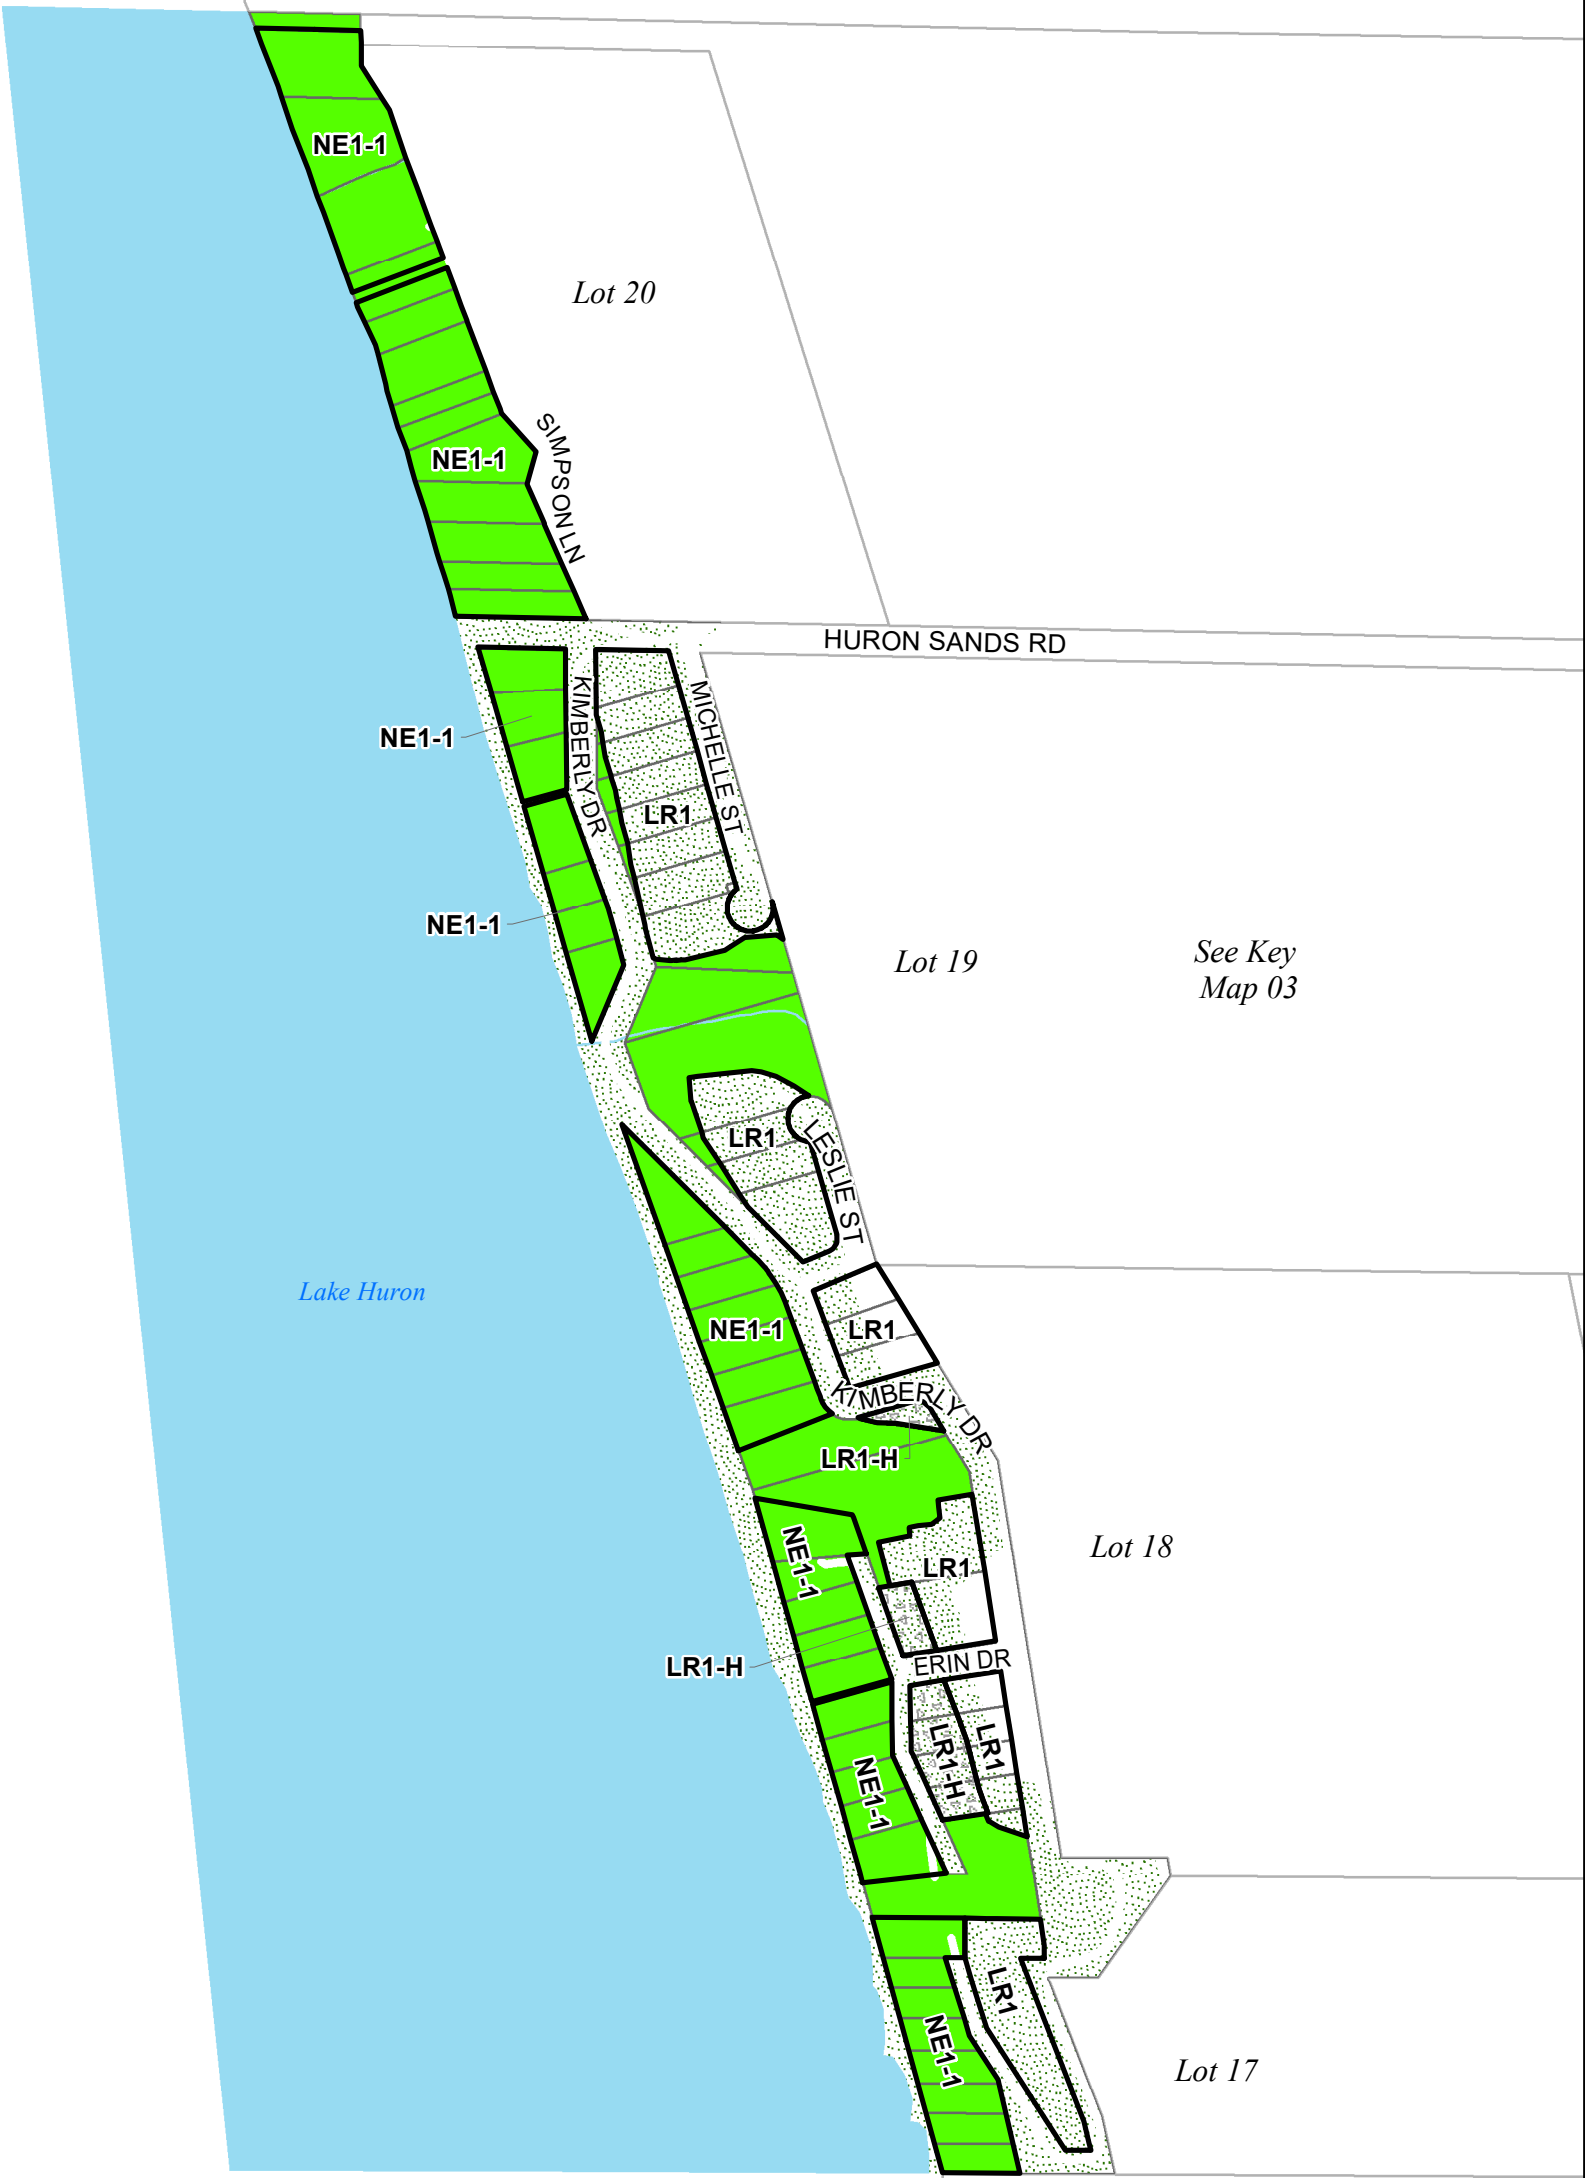 NE1-1
Lot 20
SIMPSON LN
NE1-1
HURON SANDS RD
KIMBERLY DR
MICHELLE ST
NE1-1
LR1
NE1-1
Lot 19
See Key
Map 03
LR1
LESLIE ST
Lake Huron
NE1-1
LR1
KIMBERLY DR
LR1-H
NE1-1
Lot 18
LR1
LR1-H
ERIN DR
LR1-H
LR1
NE1-1
LR1
NE1-1
Lot 17